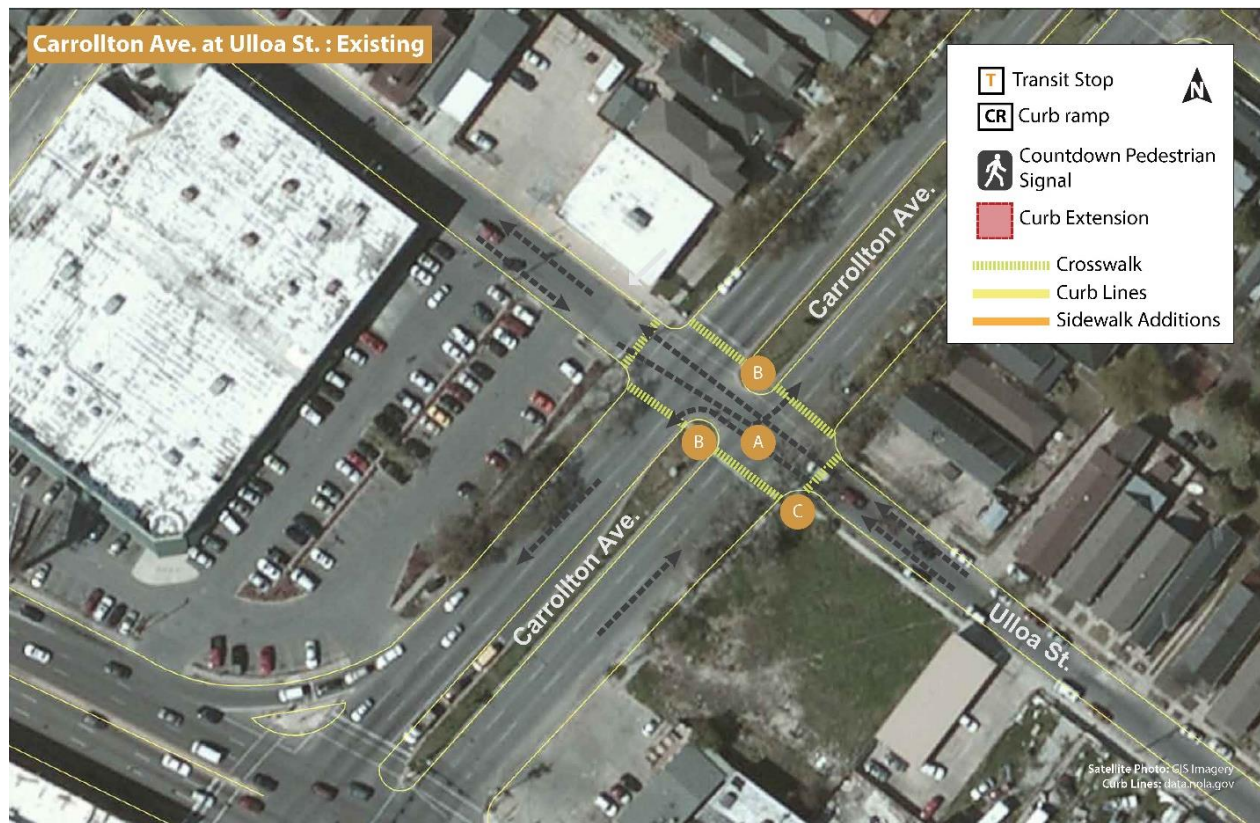 Carrollton Ave. at Ulloa St. : Existing
T Transit Stop
N
CR Curb ramp
Countdown Pedestrian
Signal
Curb Extension
Crosswalk
Curb Lines
Sidewalk Additions
Carrollton Ave.
B
B
A
C
Carrollton Ave.
Ulloa St.
Satellite Photo: GIS Imagery
Curb Lines: data.nola.gov